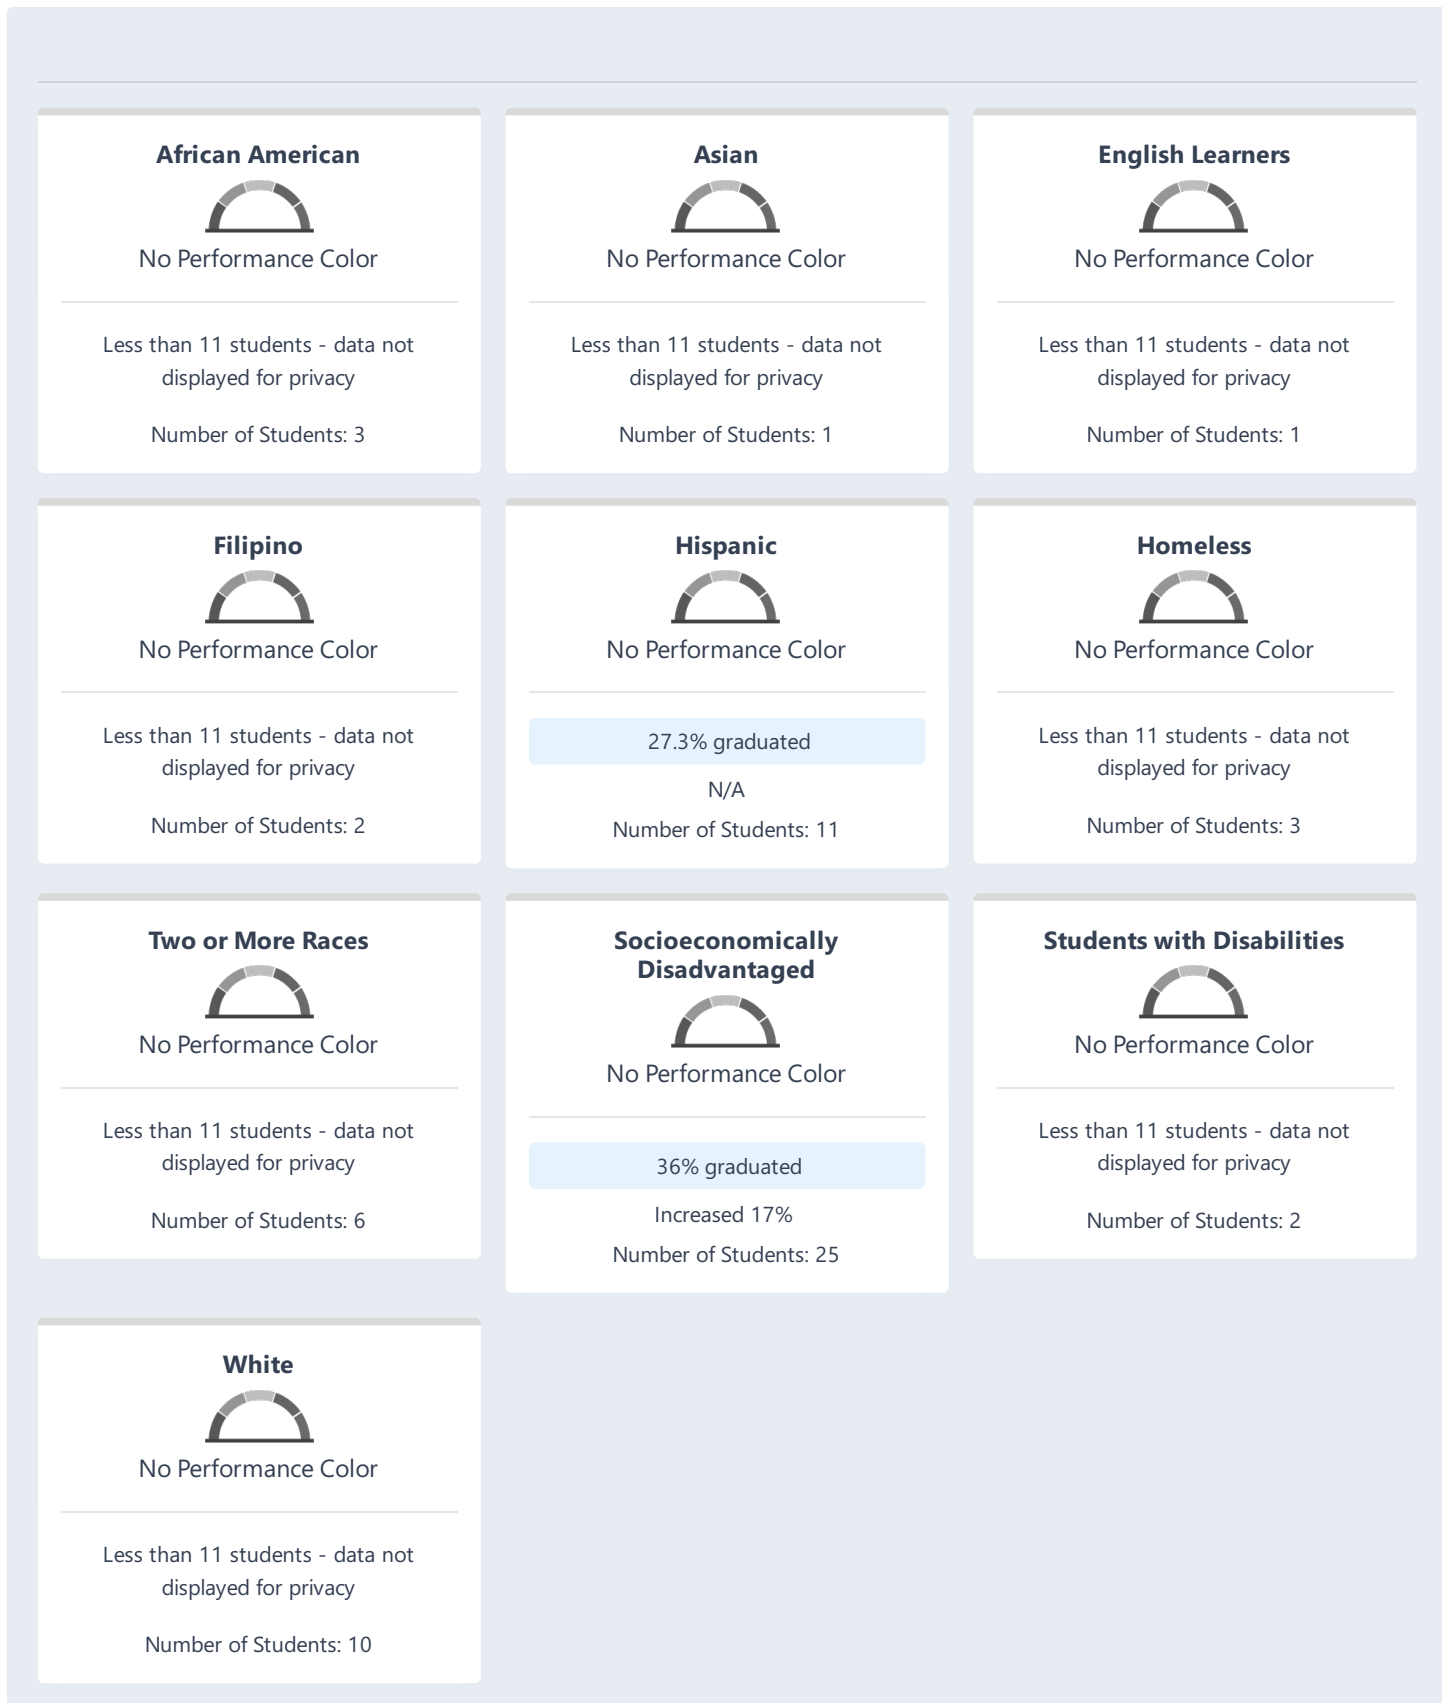 African American
No Performance Color
Less than 11 students - data not
displayed for privacy
Number of Students: 3
Asian
No Performance Color
Less than 11 students - data not
displayed for privacy
Number of Students: 1
English Learners
No Performance Color
Less than 11 students - data not
displayed for privacy
Number of Students: 1
Filipino
No Performance Color
Less than 11 students - data not
displayed for privacy
Number of Students: 2
Hispanic
No Performance Color
27.3% graduated
N/A
Number of Students: 11
Homeless
No Performance Color
Less than 11 students - data not
displayed for privacy
Number of Students: 3
Two or More Races
No Performance Color
Less than 11 students - data not
displayed for privacy
Number of Students: 6
Socioeconomically
Disadvantaged
No Performance Color
36% graduated
Increased 17%
Number of Students: 25
Students with Disabilities
No Performance Color
Less than 11 students - data not
displayed for privacy
Number of Students: 2
White
No Performance Color
Less than 11 students - data not
displayed for privacy
Number of Students: 10